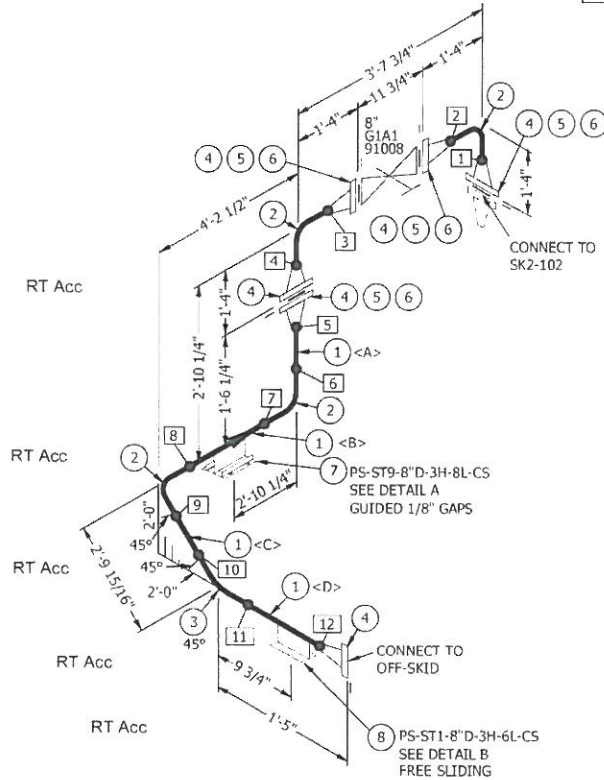 3'-7 3/4"
1'-4"
11 3/4"
1'-4"
8"
G1A1
91008
2
2
1
4 5 6
1'-4"
CONNECT TO
SK2-102
4 5 6
4 5 6
3
2
4'-2 1/2"
4
RT Acc
4
4 5 6
1'-4"
2'-10 1/4"
5
1 <A>
1'-6 1/4"
6
2
7
1 <B>
RT Acc
8
7
PS-ST9-8"D-3H-8L-CS
SEE DETAIL A
GUIDED 1/8" GAPS
2'-10 1/4"
2
9
2'-0"
45°
1 <C>
2'-9 15/16"
45°
10
2'-0"
RT Acc
3
45°
1 <D>
11
12
4
CONNECT TO
OFF-SKID
RT Acc
9 3/4"
1'-5"
RT Acc
8
PS-ST1-8"D-3H-6L-CS
SEE DETAIL B
FREE SLIDING